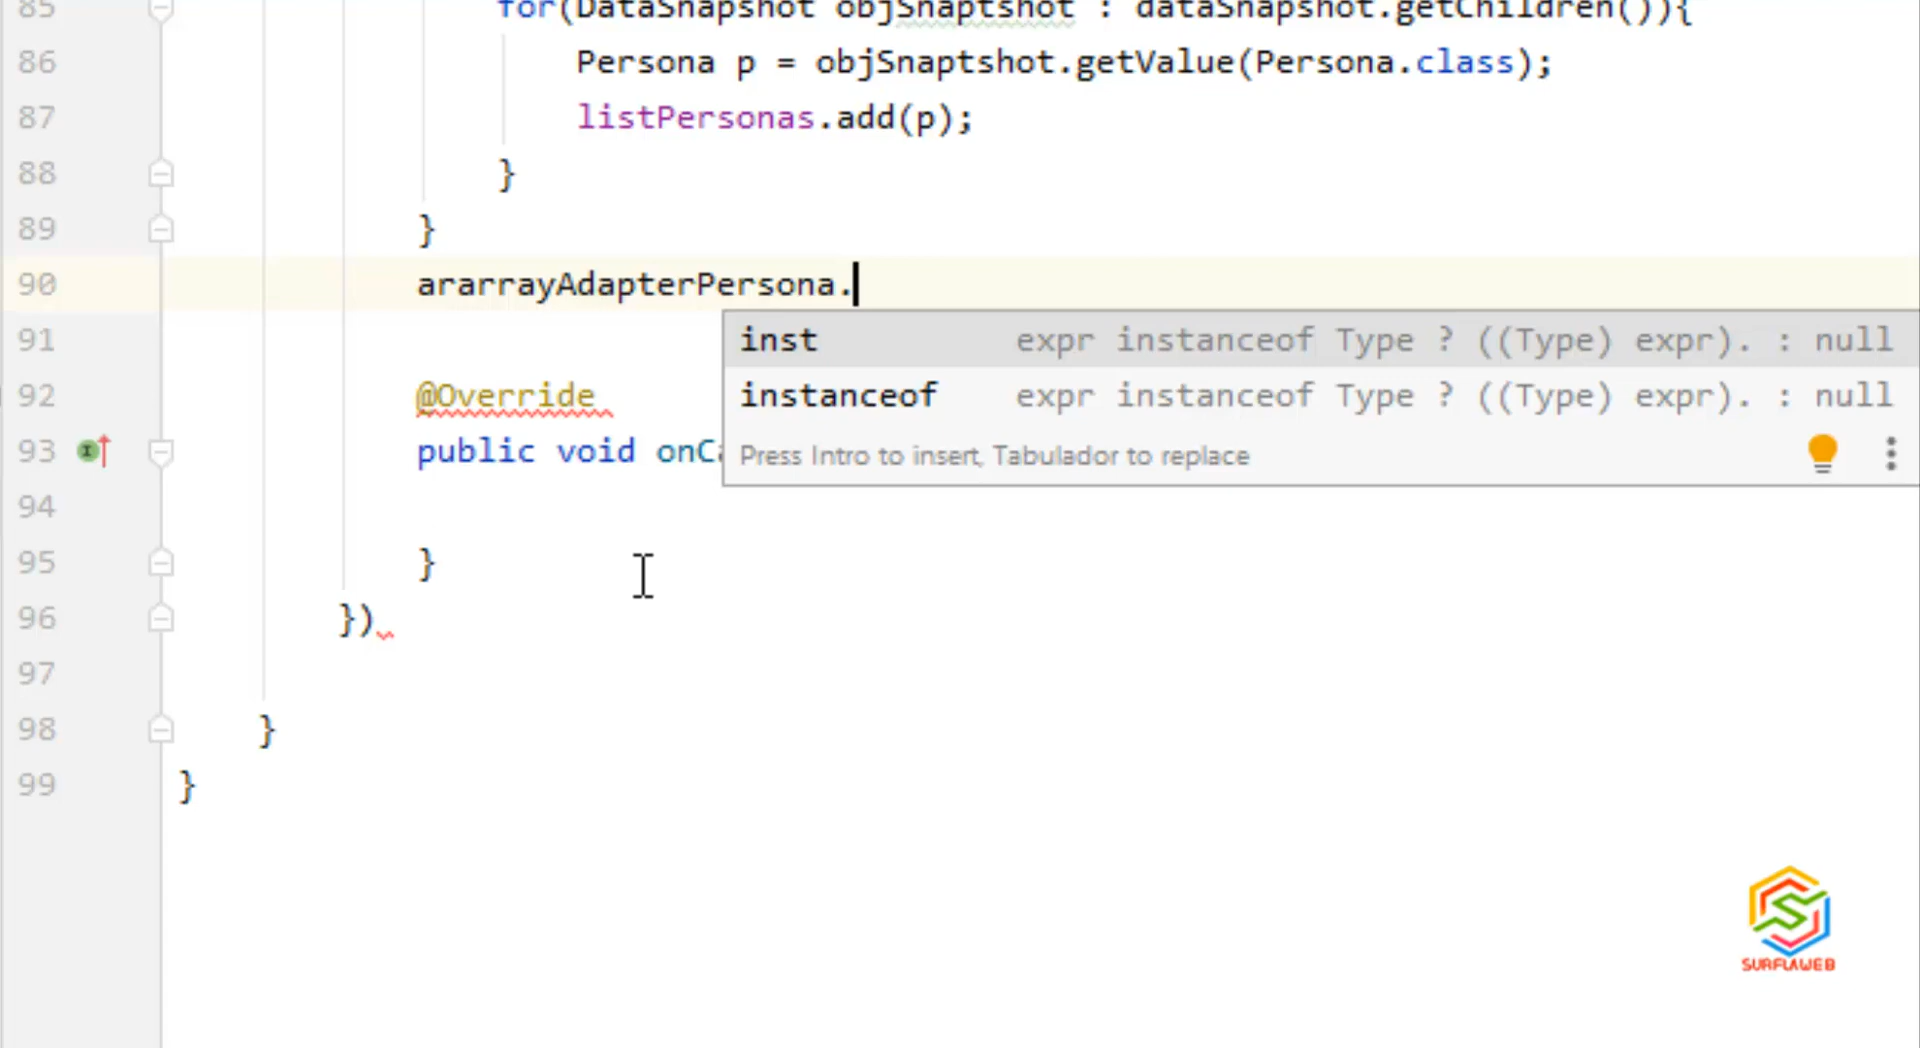 85 for(DataSnapshot objSnaptshot : dataSnapshot.getChildren()){
86 Persona p = objSnaptshot.getValue(Persona.class);
87 listPersonas.add(p);
88 }
89 }
90 ararrayAdapterPersona.
91
inst expr instanceof Type ? ((Type) expr). : null
92 @Override
instanceof expr instanceof Type ? ((Type) expr). : null
93 public void onCa
Press Intro to insert, Tabulador to replace
94
95 }
96 })
97
98 }
99 }
SURFLAWEB